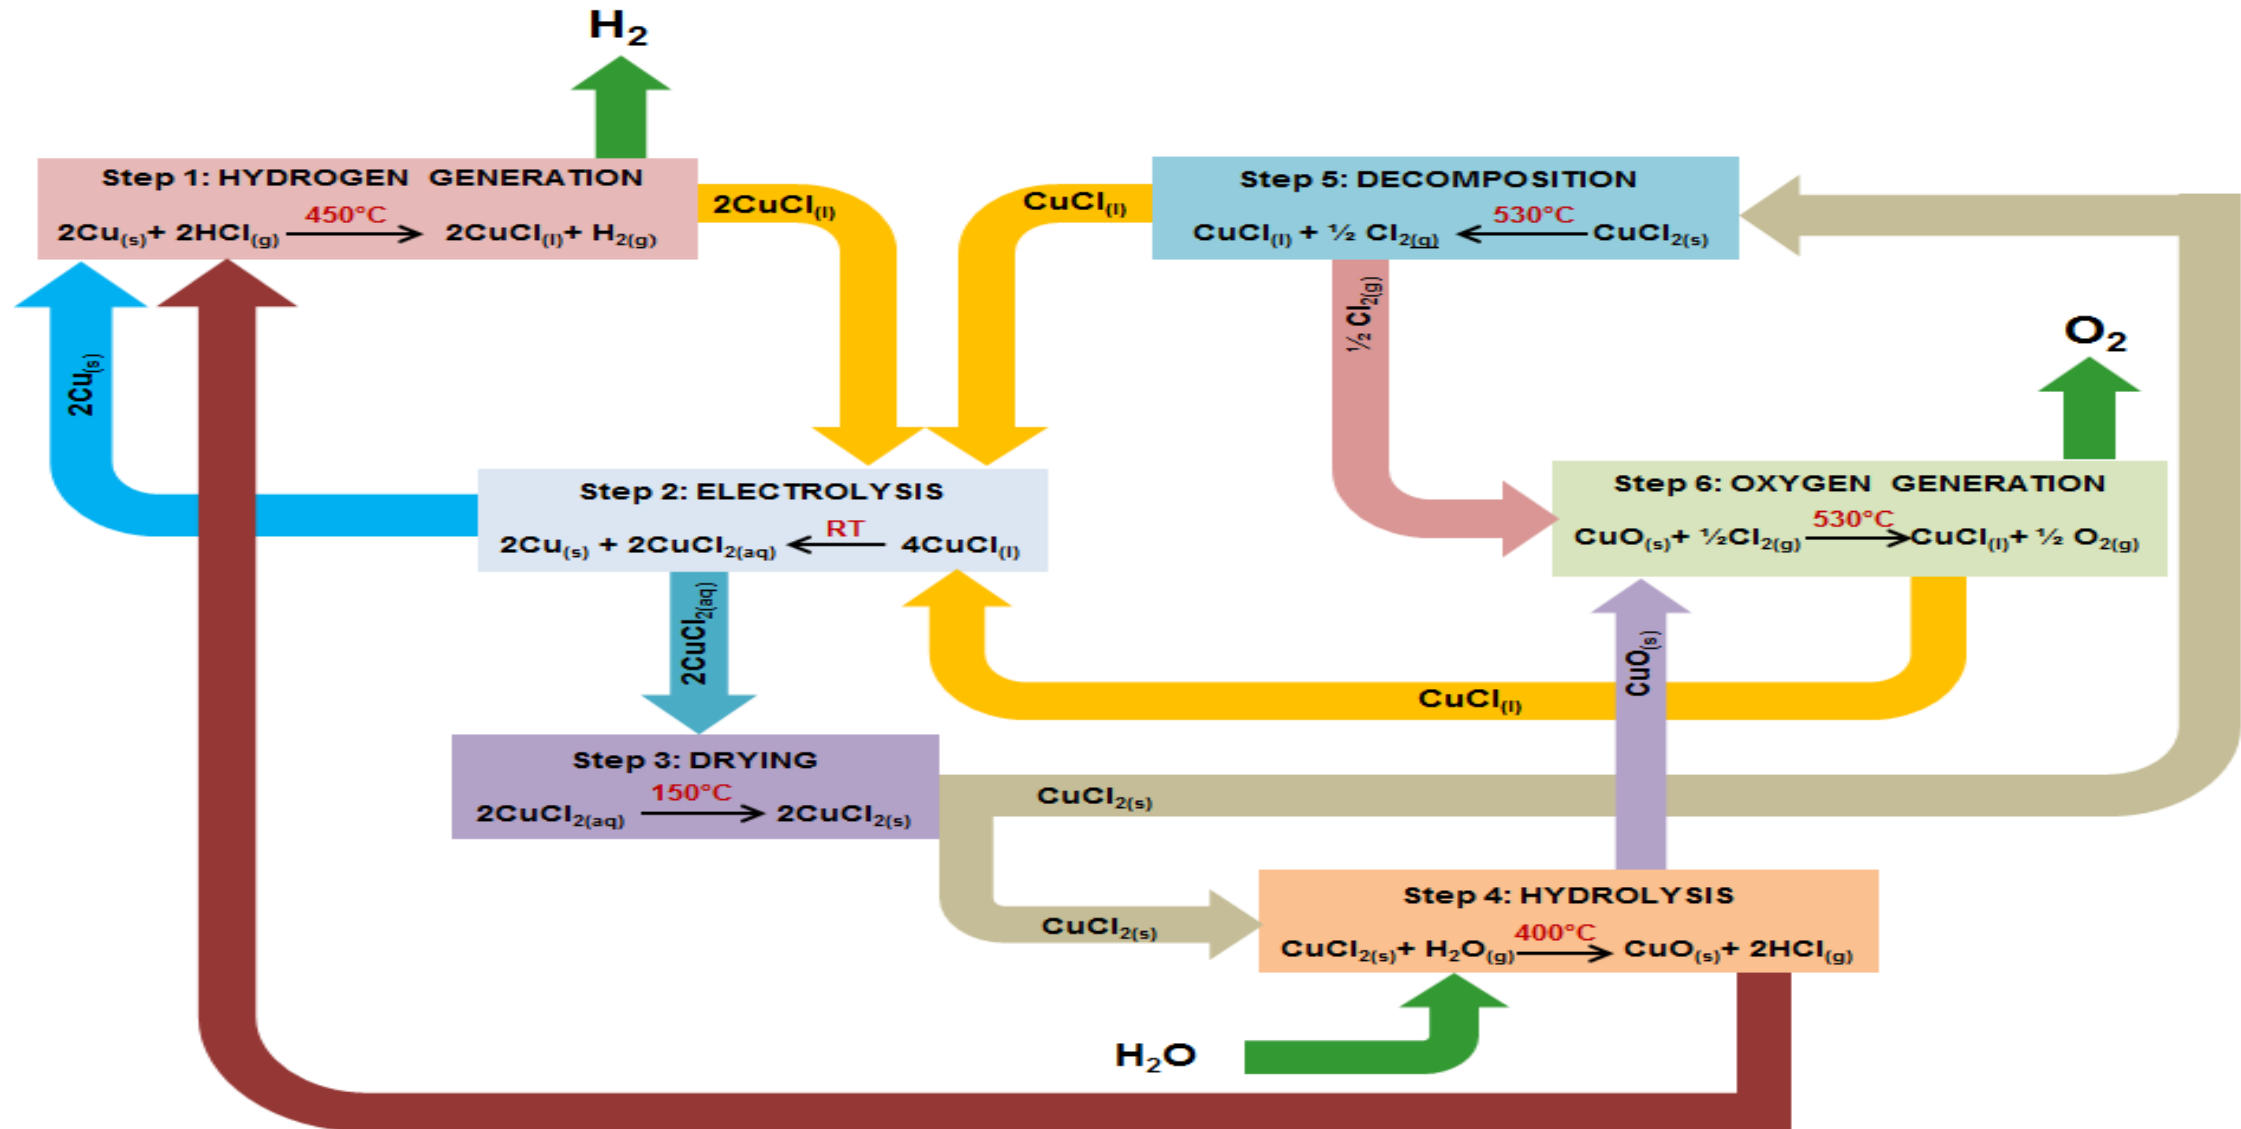 H₂
Step 1: HYDROGEN GENERATION
2Cu₍ₛ₎+ 2HCl₍g₎ 450°C 2CuCl₍l₎+ H₂₍g₎
2CuCl₍l₎
CuCl₍l₎
Step 5: DECOMPOSITION
CuCl₍l₎ + ½ Cl₂₍g₎ 530°C CuCl₂₍ₛ₎
½ Cl₂₍g₎
O₂
2Cu₍ₛ₎
Step 2: ELECTROLYSIS
2Cu₍ₛ₎ + 2CuCl₂₍aq₎ RT 4CuCl₍l₎
Step 6: OXYGEN GENERATION
CuO₍ₛ₎+ ½Cl₂₍g₎ 530°C CuCl₍l₎+ ½ O₂₍g₎
2CuCl₂₍aq₎
CuO₍ₛ₎
CuCl₍l₎
Step 3: DRYING
2CuCl₂₍aq₎ 150°C 2CuCl₂₍ₛ₎
CuCl₂₍ₛ₎
CuCl₂₍ₛ₎
Step 4: HYDROLYSIS
CuCl₂₍ₛ₎+ H₂O₍g₎ 400°C CuO₍ₛ₎+ 2HCl₍g₎
H₂O